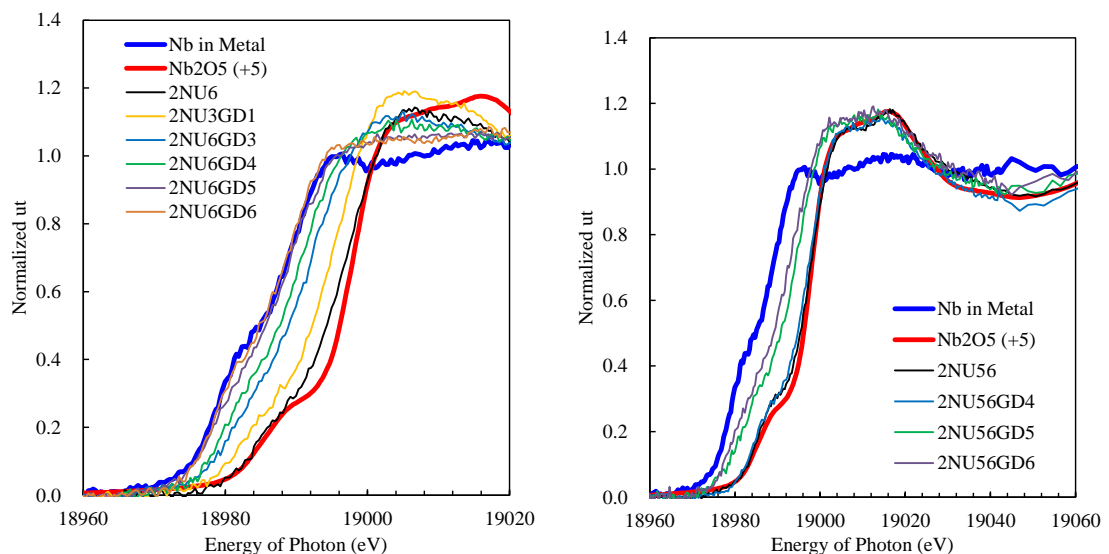 1.4
1.2
1.0
0.8
0.6
0.4
0.2
0.0
Normalized ut
Nb in Metal
Nb2O5 (+5)
2NU6
2NU3GD1
2NU6GD3
2NU6GD4
2NU6GD5
2NU6GD6
18960 18980 19000 19020
Energy of Photon (eV)
1.4
1.2
1.0
0.8
0.6
0.4
0.2
0.0
Normalized ut
Nb in Metal
Nb2O5 (+5)
2NU56
2NU56GD4
2NU56GD5
2NU56GD6
18960 18980 19000 19020 19040 19060
Energy of Photon (eV)